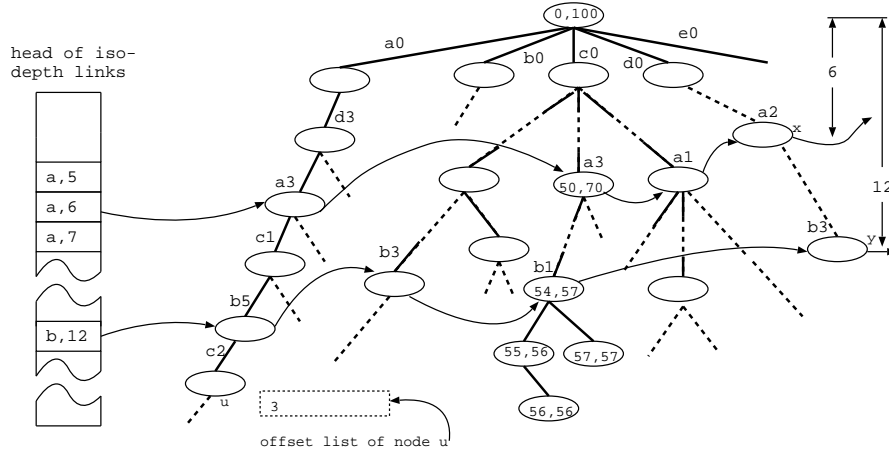 0,100
a0
b0
c0
d0
e0
head of iso-
depth links
6
a2
x
d3
a,5
a,6
a,7
a3
a3
50,70
a1
12
c1
b3
b3
y
b1
54,57
b5
b,12
c2
55,56
57,57
u
3
56,56
offset list of node u